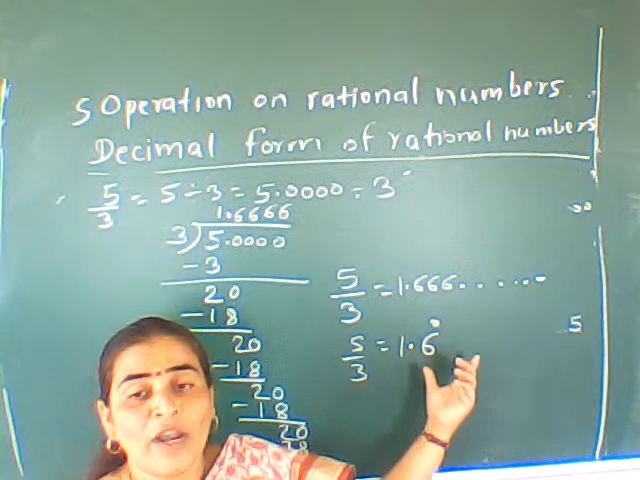 5 Operation on rational numbers
Decimal form of rational numbers
5/3 = 5 ÷ 3 = 5.0000 ÷ 3
1.6666
3)5.0000
- 3
20
- 18
20
- 18
20
- 18
20
5/3 = 1.666.......
5/3 = 1.6̇
5